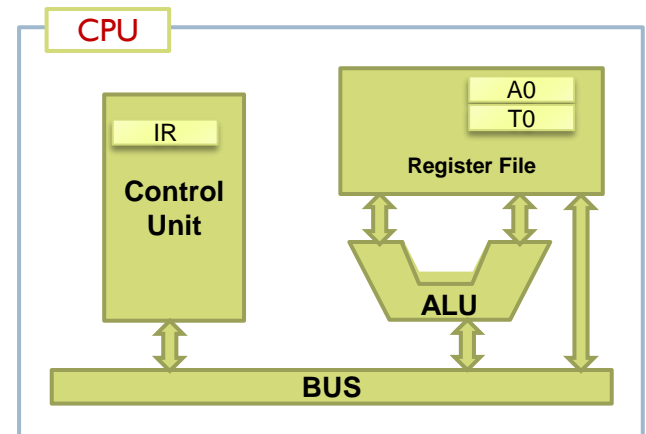 CPU
IR
Control
Unit
A0
T0
Register File
ALU
BUS